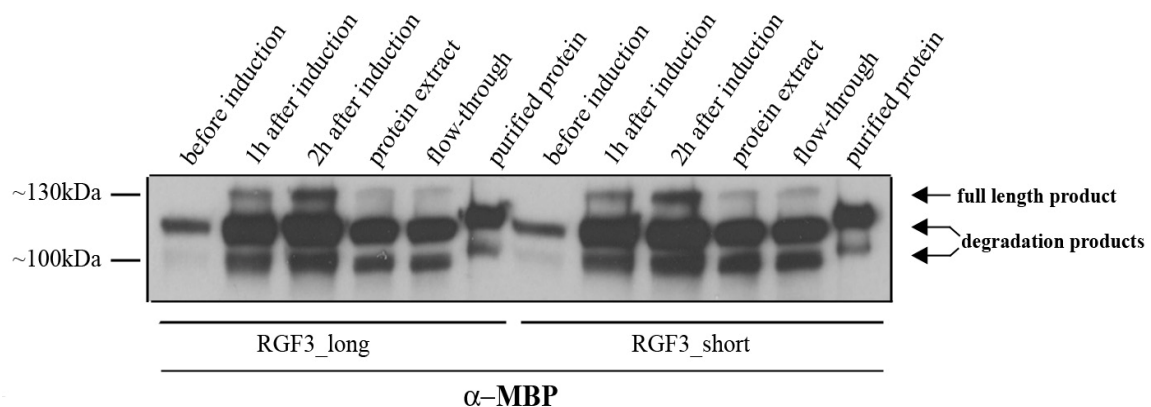 before induction
1h after induction
2h after induction
protein extract
flow-through
purified protein
before induction
1h after induction
2h after induction
protein extract
flow-through
purified protein
~130kDa
full length product
degradation products
~100kDa
RGF3_long
RGF3_short
α–MBP